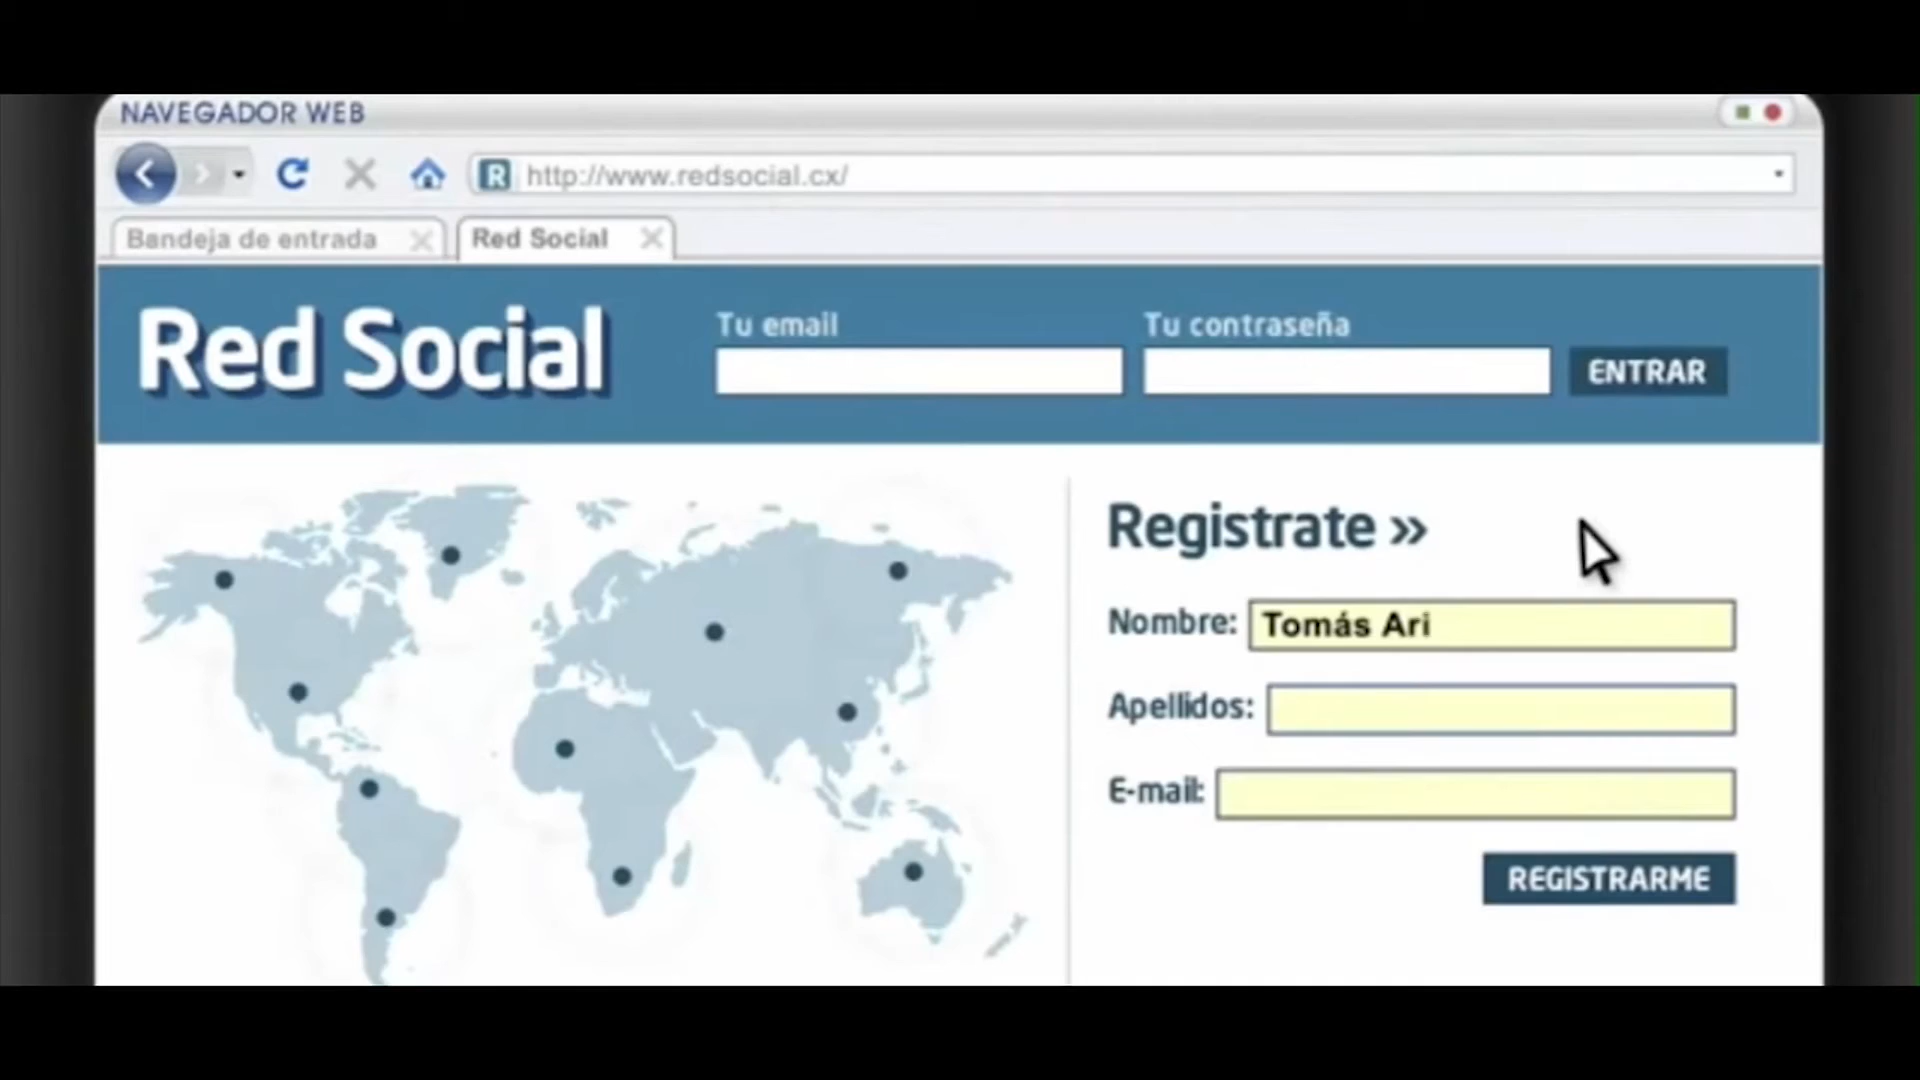 NAVEGADOR WEB
R http://www.redsocial.cx/
Bandeja de entrada
Red Social
Red Social
Tu email
Tu contraseña
ENTRAR
Registrate »
Nombre: Tomás Ari
Apellidos:
E-mail:
REGISTRARME